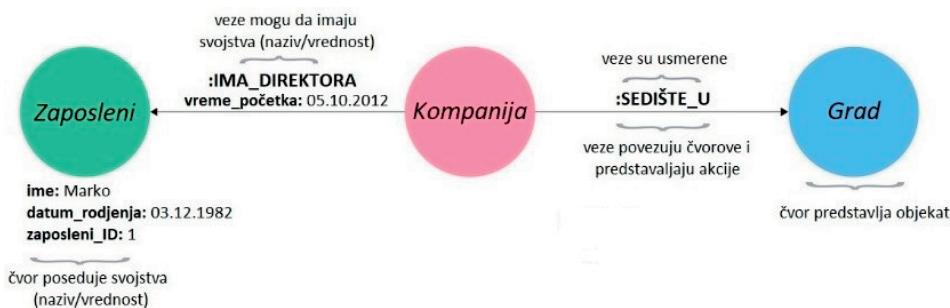 veze mogu da imaju
svojstva (naziv/vrednost)
:IMA_DIREKTORA
vreme_početka: 05.10.2012
veze su usmerene
:SEDIŠTE_U
Zaposleni
Kompanija
Grad
veze povezuju čvorove i
predstavaljaju akcije
ime: Marko
datum_rodjenja: 03.12.1982
zaposleni_ID: 1
čvor predstavlja objekat
čvor poseduje svojstva
(naziv/vrednost)